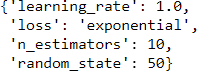 {'learning_rate': 1.0,
 'loss': 'exponential',
 'n_estimators': 10,
 'random_state': 50}